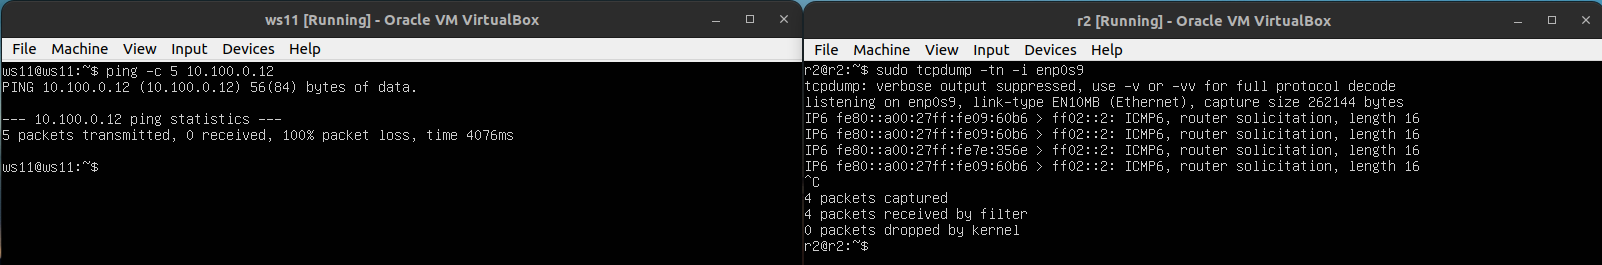 ws11 [Running] - Oracle VM VirtualBox
File Machine View Input Devices Help
ws11@ws11:~$ ping -c 5 10.100.0.12
PING 10.100.0.12 (10.100.0.12) 56(84) bytes of data.
--- 10.100.0.12 ping statistics ---
5 packets transmitted, 0 received, 100% packet loss, time 4076ms
ws11@ws11:~$
r2 [Running] - Oracle VM VirtualBox
File Machine View Input Devices Help
r2@r2:~$ sudo tcpdump -tn -i enp0s9
tcpdump: verbose output suppressed, use -v or -vv for full protocol decode
listening on enp0s9, link-type EN10MB (Ethernet), capture size 262144 bytes
IP6 fe80::a00:27ff:fe09:60b6 > ff02::2: ICMP6, router solicitation, length 16
IP6 fe80::a00:27ff:fe09:60b6 > ff02::2: ICMP6, router solicitation, length 16
IP6 fe80::a00:27ff:fe7e:356e > ff02::2: ICMP6, router solicitation, length 16
IP6 fe80::a00:27ff:fe09:60b6 > ff02::2: ICMP6, router solicitation, length 16
^C
4 packets captured
4 packets received by filter
0 packets dropped by kernel
r2@r2:~$